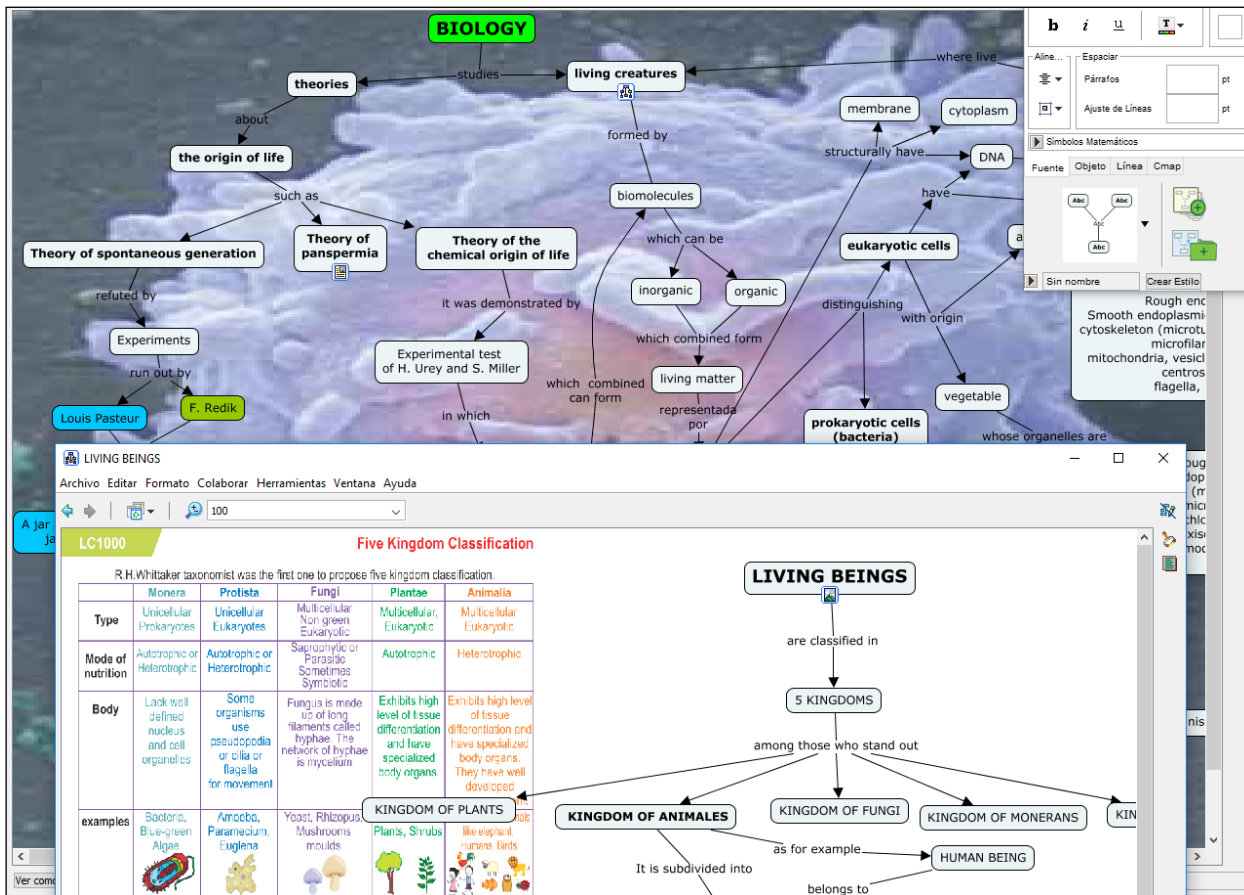 BIOLOGY
studies
theories
living creatures
where live
about
formed by
membrane
cytoplasm
structurally have
DNA
the origin of life
such as
biomolecules
have
Theory of spontaneous generation
Theory of
panspermia
Theory of the
chemical origin of life
which can be
eukaryotic cells
a
refuted by
it was demonstrated by
inorganic
organic
distinguishing
with origin
Experiments
which combined form
Experimental test
of H. Urey and S. Miller
run out by
which combined
can form
living matter
vegetable
Louis Pasteur
F. Redik
in which
representada
por
prokaryotic cells
(bacteria)
whose organelles are
A jar
ja
b
i
u
T
Aline...
Espaciar
Párrafos
pt
Ajuste de Líneas
pt
Símbolos Matemáticos
Fuente
Objeto
Línea
Cmap
Abc
Abc
Abc
Abc
Sin nombre
Crear Estilo
Rough enc
Smooth endoplasmi
cytoskeleton (microtu
microfilar
mitochondria, vesicl
centros
flagella,
nis
Ver como
LIVING BEINGS
Archivo Editar Formato Colaborar Herramientas Ventana Ayuda
100
LC1000
Five Kingdom Classification
R.H.Whittaker taxonomist was the first one to propose five kingdom classification.
Monera Protista Fungi Plantae Animalia
Type
Unicellular
Prokaryotes
Unicellular
Eukaryotes
Multicellular
Non green
Eukaryotic
Multicellular,
Eukaryotic
Multicellular
Eukaryotic
Mode of
nutrition
Autotrophic or
Heterotrophic
Autotrophic or
Heterotrophic
Saprophytic or
Parasitic
Sometimes
Symbiotic
Autotrophic
Heterotrophic
Body
Lack well
defined
nucleus
and cell
organelles
Some
organisms
use
pseudopodia
or cilia or
flagella
for movement
Fungus is made
up of long
filaments called
hyphae. The
network of hyphae
is mycelium
Exhibits high
level of tissue
differentiation
and have
specialized
body organs.
Exhibits high level
of tissue
differentiation and
have specialized
body organs.
They have well
developed
examples
Bacteria,
Blue-green
Algae
Amoeba,
Paramecium,
Euglena
Yeast, Rhizopus,
Mushrooms
moulds
Plants, Shrubs
like elephant,
Humans, Birds
LIVING BEINGS
are classified in
5 KINGDOMS
among those who stand out
KINGDOM OF PLANTS
KINGDOM OF ANIMALES
KINGDOM OF FUNGI
KINGDOM OF MONERANS
KIN
as for example
HUMAN BEING
It is subdivided into
belongs to